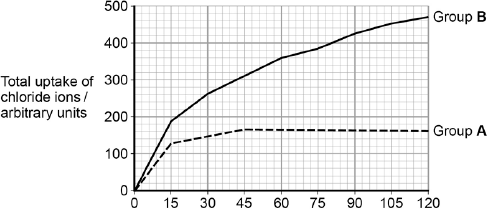 500
400
300
200
100
0
Total uptake of
chloride ions /
arbitrary units
Group B
Group A
0 15 30 45 60 75 90 105 120